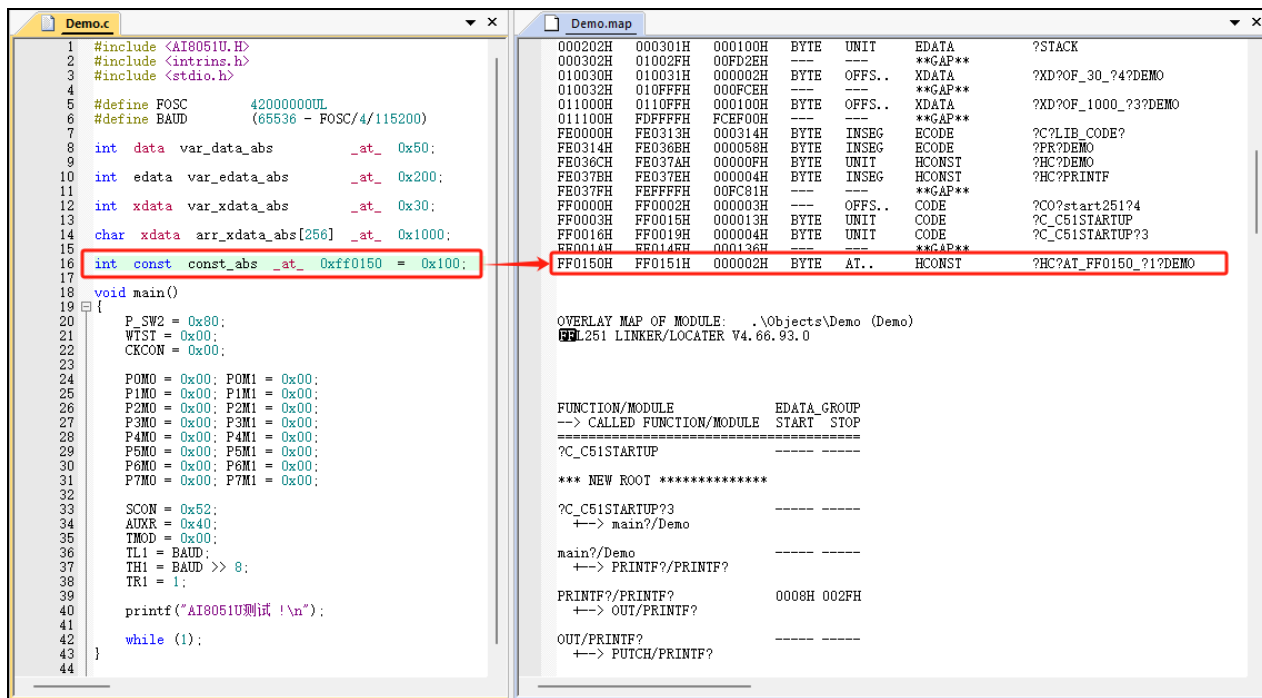 Demo.c
1 #include <AI8051U.H>
2 #include <intrins.h>
3 #include <stdio.h>
4
5 #define FOSC 42000000UL
6 #define BAUD (65536 - FOSC/4/115200)
7
8 int data var_data_abs _at_ 0x50;
9
10 int edata var_edata_abs _at_ 0x200;
11
12 int xdata var_xdata_abs _at_ 0x30;
13
14 char xdata arr_xdata_abs[256] _at_ 0x1000;
15
16 int const const_abs _at_ 0xff0150 = 0x100;
17
18 void main()
19 {
20 P_SW2 = 0x80;
21 WTST = 0x00;
22 CKCON = 0x00;
23
24 P0M0 = 0x00; P0M1 = 0x00;
25 P1M0 = 0x00; P1M1 = 0x00;
26 P2M0 = 0x00; P2M1 = 0x00;
27 P3M0 = 0x00; P3M1 = 0x00;
28 P4M0 = 0x00; P4M1 = 0x00;
29 P5M0 = 0x00; P5M1 = 0x00;
30 P6M0 = 0x00; P6M1 = 0x00;
31 P7M0 = 0x00; P7M1 = 0x00;
32
33 SCON = 0x52;
34 AUXR = 0x40;
35 TMOD = 0x00;
36 TL1 = BAUD;
37 TH1 = BAUD >> 8;
38 TR1 = 1;
39
40 printf("AI8051U测试 !\n");
41
42 while (1);
43 }
44
Demo.map
000202H 000301H 000100H BYTE UNIT EDATA ?STACK
000302H 01002FH 00FD2EH --- --- **GAP**
010030H 010031H 000002H BYTE OFFS.. XDATA ?XD?OF_30_?4?DEMO
010032H 010FFFH 000FCEH --- --- **GAP**
011000H 0110FFH 000100H BYTE OFFS.. XDATA ?XD?OF_1000_?3?DEMO
011100H FDFFFFH FCEF00H --- --- **GAP**
FE0000H FE0313H 000314H BYTE INSEG ECODE ?C?LIB_CODE?
FE0314H FE036BH 000058H BYTE INSEG ECODE ?PR?DEMO
FE036CH FE037AH 00000FH BYTE UNIT HCONST ?HC?DEMO
FE037BH FE037EH 000004H BYTE INSEG HCONST ?HC?PRINTF
FE037FH FEFFFFH 00FC81H --- --- **GAP**
FF0000H FF0002H 000003H --- OFFS.. CODE ?CO?start251?4
FF0003H FF0015H 000013H BYTE UNIT CODE ?C_C51STARTUP
FF0016H FF0019H 000004H BYTE UNIT CODE ?C_C51STARTUP?3
FF001AH FF014FH 000136H --- --- **GAP**
FF0150H FF0151H 000002H BYTE AT.. HCONST ?HC?AT_FF0150_?1?DEMO
OVERLAY MAP OF MODULE: .\Objects\Demo (Demo)
FFL251 LINKER/LOCATER V4.66.93.0
FUNCTION/MODULE EDATA_GROUP
--> CALLED FUNCTION/MODULE START STOP
==========================================
?C_C51STARTUP ----- -----
*** NEW ROOT **************
?C_C51STARTUP?3 ----- -----
+--> main?/Demo
main?/Demo ----- -----
+--> PRINTF?/PRINTF?
PRINTF?/PRINTF? 0008H 002FH
+--> OUT/PRINTF?
OUT/PRINTF? ----- -----
+--> PUTCH/PRINTF?